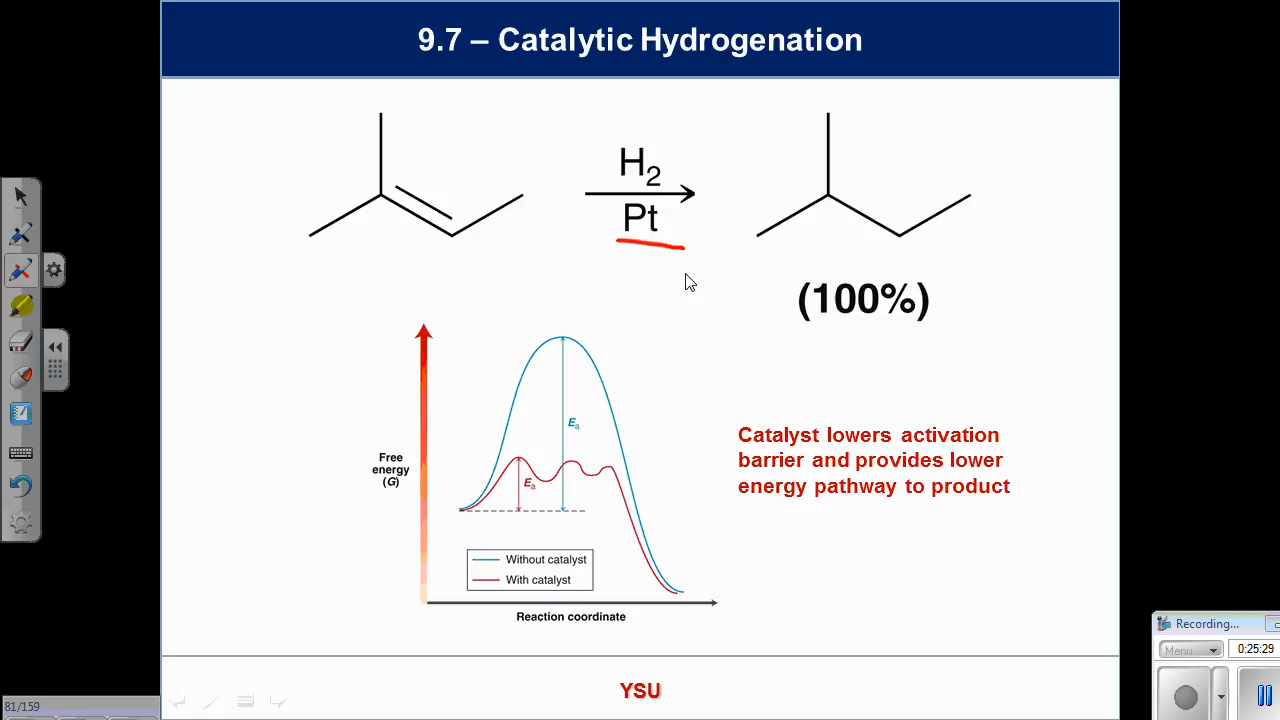 9.7 – Catalytic Hydrogenation
H2
Pt
(100%)
Free
energy
(G)
Ea
Ea
Catalyst lowers activation
barrier and provides lower
energy pathway to product
Without catalyst
With catalyst
Reaction coordinate
YSU
81/159
Recording...
Menu
0:25:29